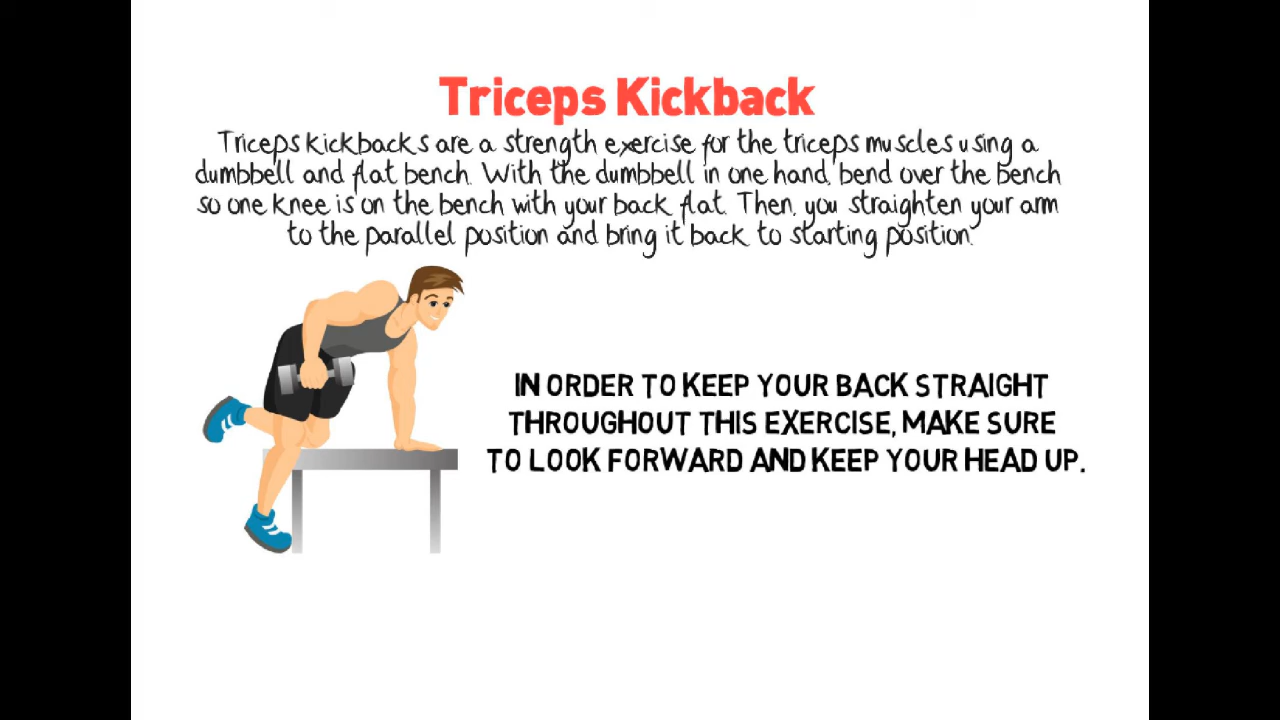 Triceps Kickback
Triceps kickbacks are a strength exercise for the triceps muscles using a
dumbbell and flat bench. With the dumbbell in one hand, bend over the bench
so one knee is on the bench with your back flat. Then, you straighten your arm
to the parallel position and bring it back to starting position.
IN ORDER TO KEEP YOUR BACK STRAIGHT
THROUGHOUT THIS EXERCISE, MAKE SURE
TO LOOK FORWARD AND KEEP YOUR HEAD UP.